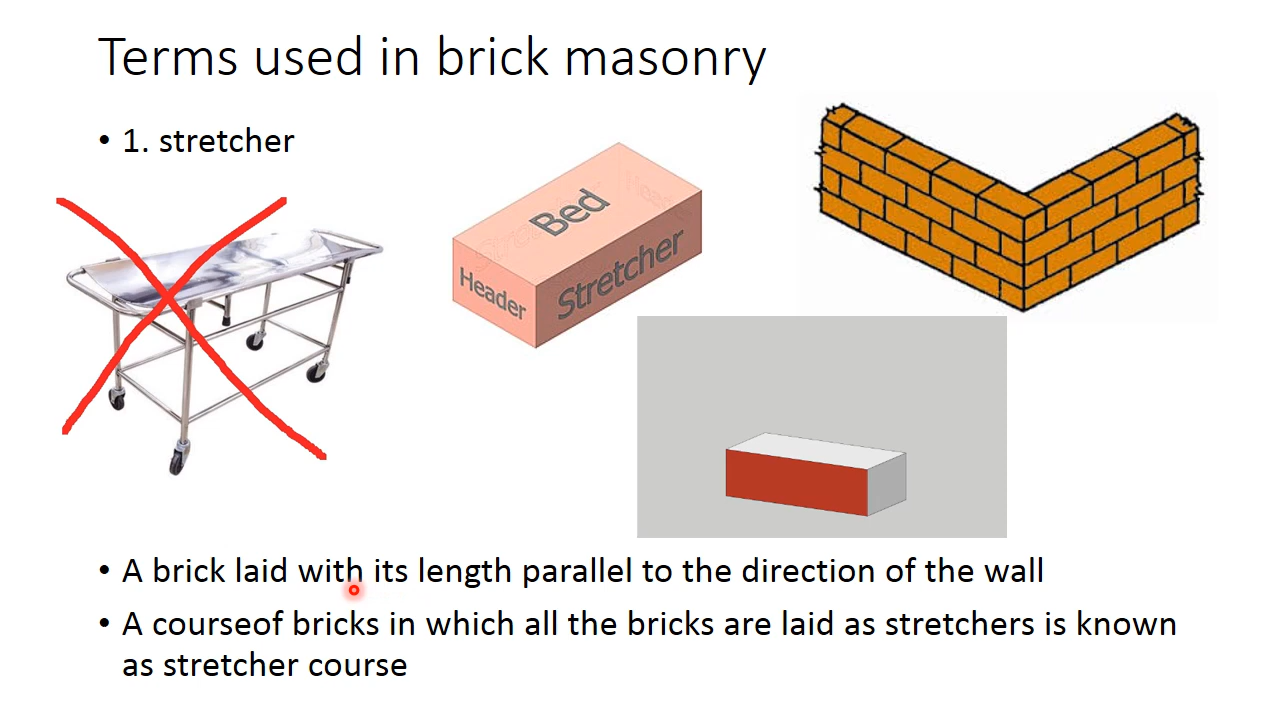 Terms used in brick masonry
• 1. stretcher
Bed
Header
Stretcher
• A brick laid with its length parallel to the direction of the wall
• A courseof bricks in which all the bricks are laid as stretchers is known
as stretcher course